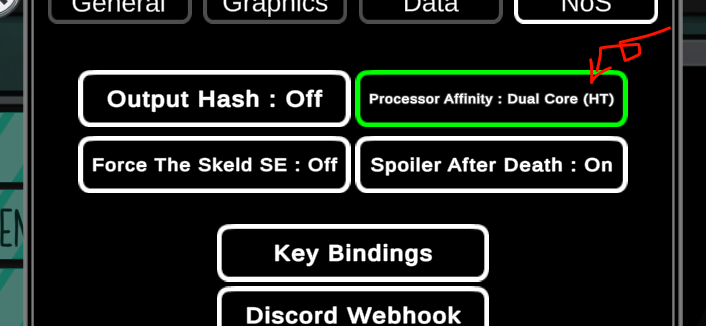 General Graphics Data NoS
Output Hash : Off Processor Affinity : Dual Core (HT)
Force The Skeld SE : Off Spoiler After Death : On
EN
Key Bindings
Discord Webhook